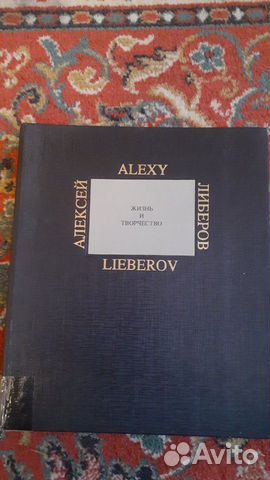 ALEXY
АЛЕКСЕЙ
ЖИЗНЬ
И
ТВОРЧЕСТВО
ЛИБЕРОВ
LIEBEROV
Avito